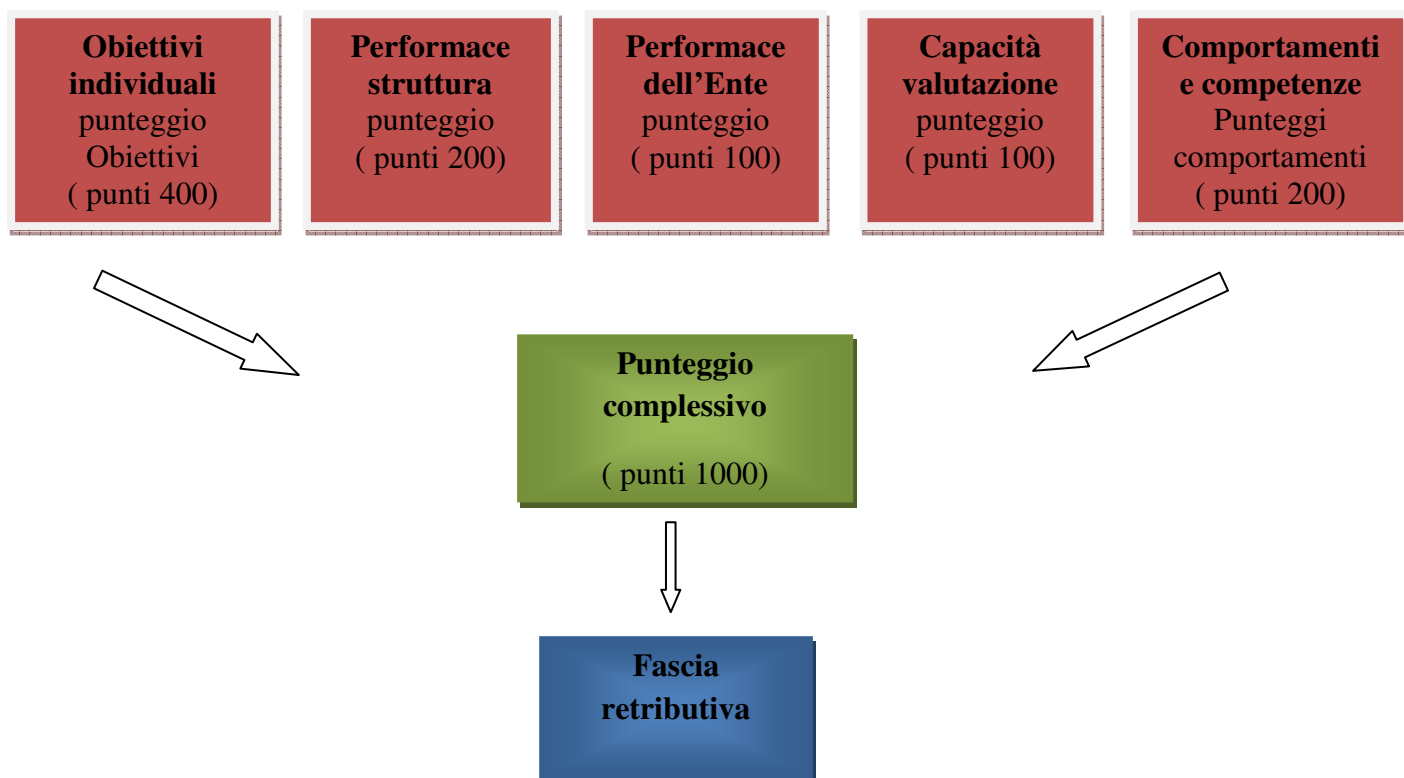 Obiettivi
individuali
punteggio
Obiettivi
( punti 400)
Performace
struttura
punteggio
( punti 200)
Performace
dell’Ente
punteggio
( punti 100)
Capacità
valutazione
punteggio
( punti 100)
Comportamenti
e competenze
Punteggi
comportamenti
( punti 200)
Punteggio
complessivo
( punti 1000)
Fascia
retributiva